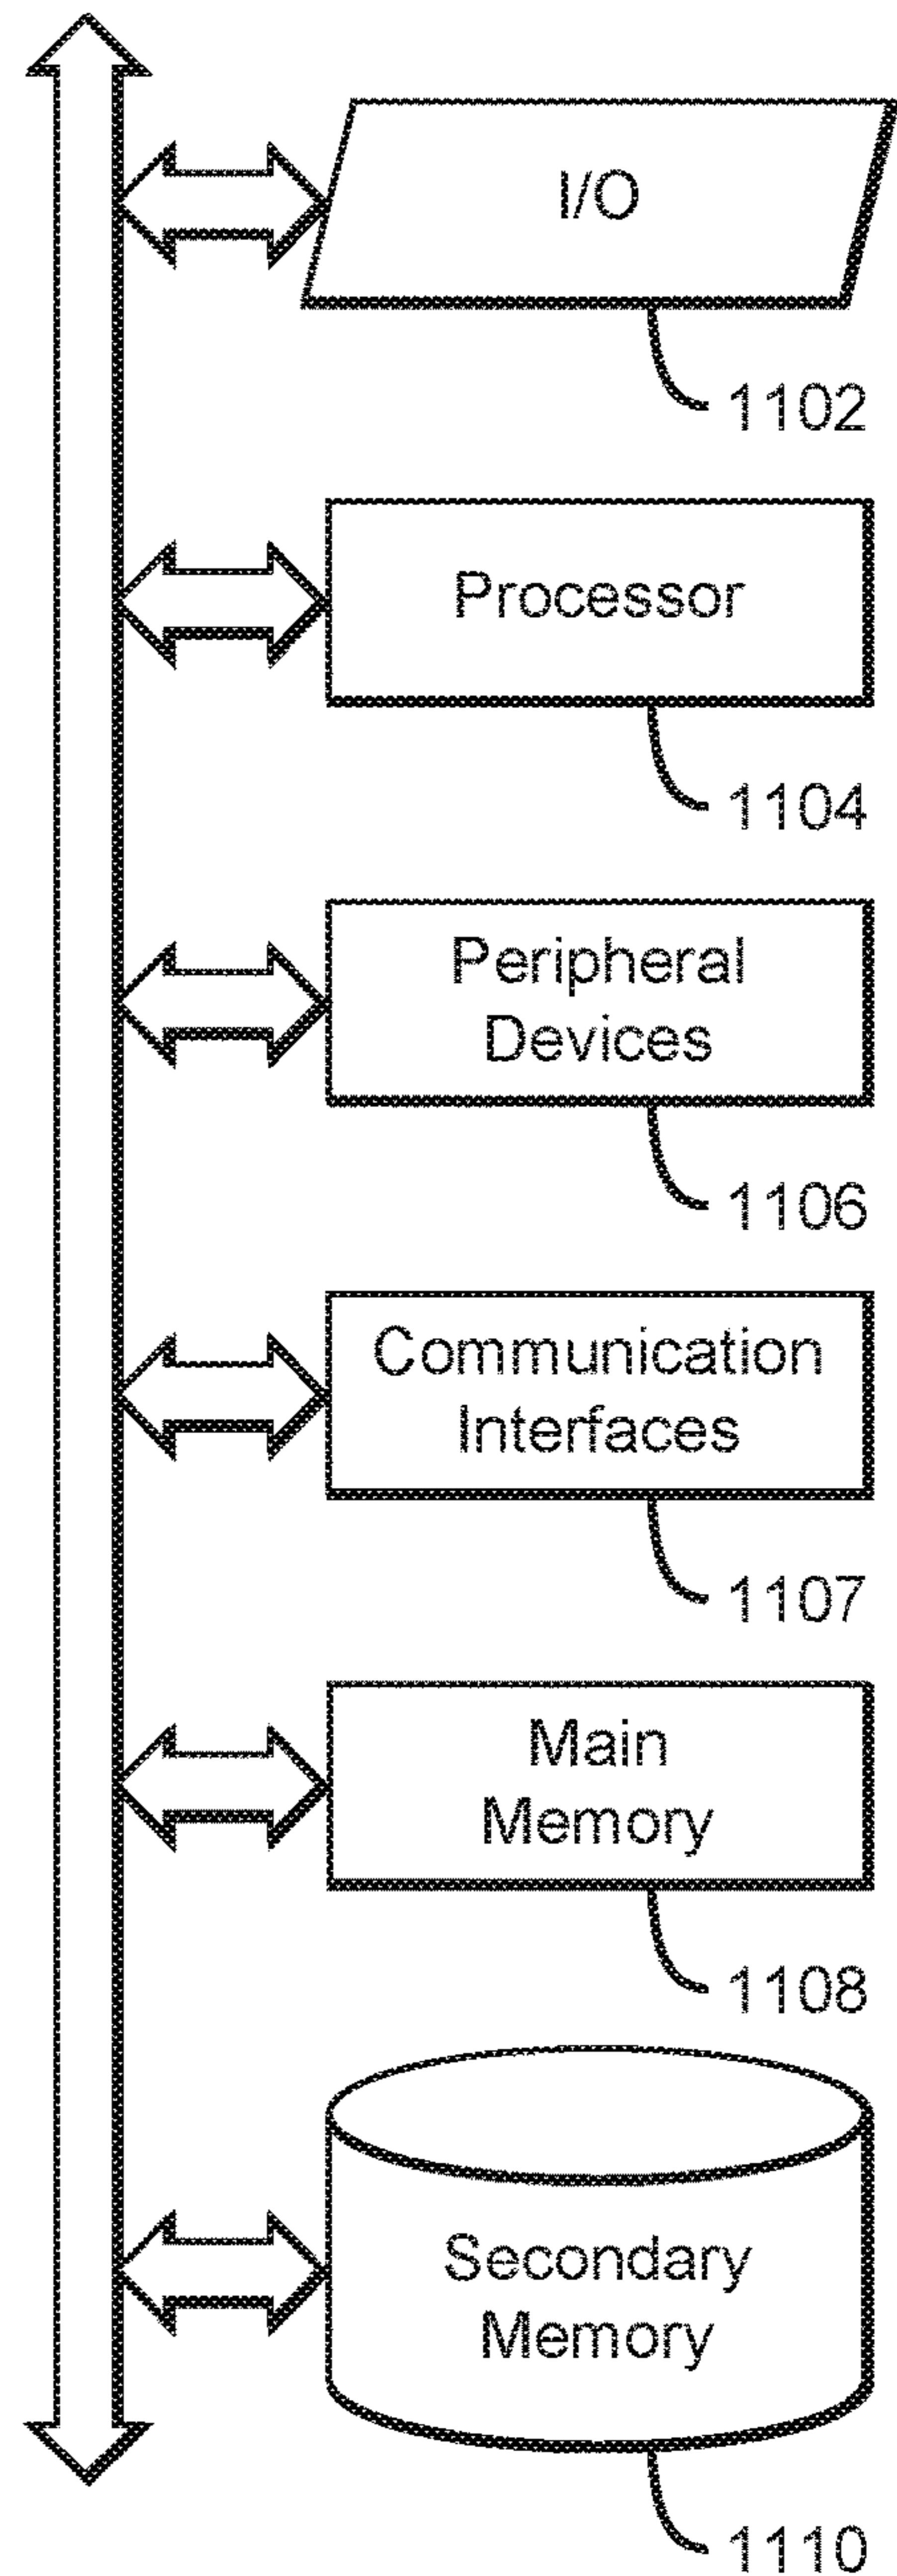 I/O
1102
Processor
1104
Peripheral
Devices
1106
Communication
Interfaces
1107
Main
Memory
1108
Secondary
Memory
1110